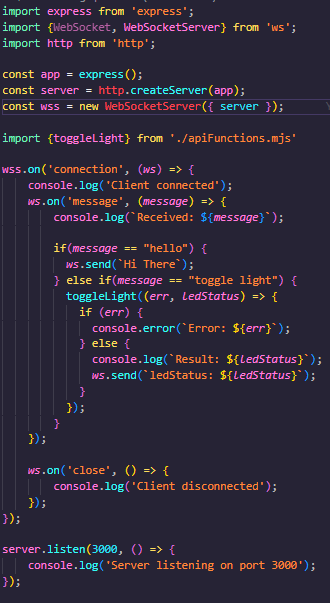 import express from 'express';
import {WebSocket, WebSocketServer} from 'ws';
import http from 'http';

const app = express();
const server = http.createServer(app);
const wss = new WebSocketServer({ server });

import {toggleLight} from './apiFunctions.mjs'

wss.on('connection', (ws) => {
    console.log('Client connected');
    ws.on('message', (message) => {
        console.log(`Received: ${message}`);

        if(message == "hello") {
          ws.send(`Hi There`);
        } else if(message == "toggle light") {
          toggleLight((err, ledStatus) => {
            if (err) {
              console.error(`Error: ${err}`);
            } else {
              console.log(`Result: ${ledStatus}`);
              ws.send(`ledStatus: ${ledStatus}`);
            }
          });
        }
    });

    ws.on('close', () => {
        console.log('Client disconnected');
    });
});

server.listen(3000, () => {
    console.log('Server listening on port 3000');
});